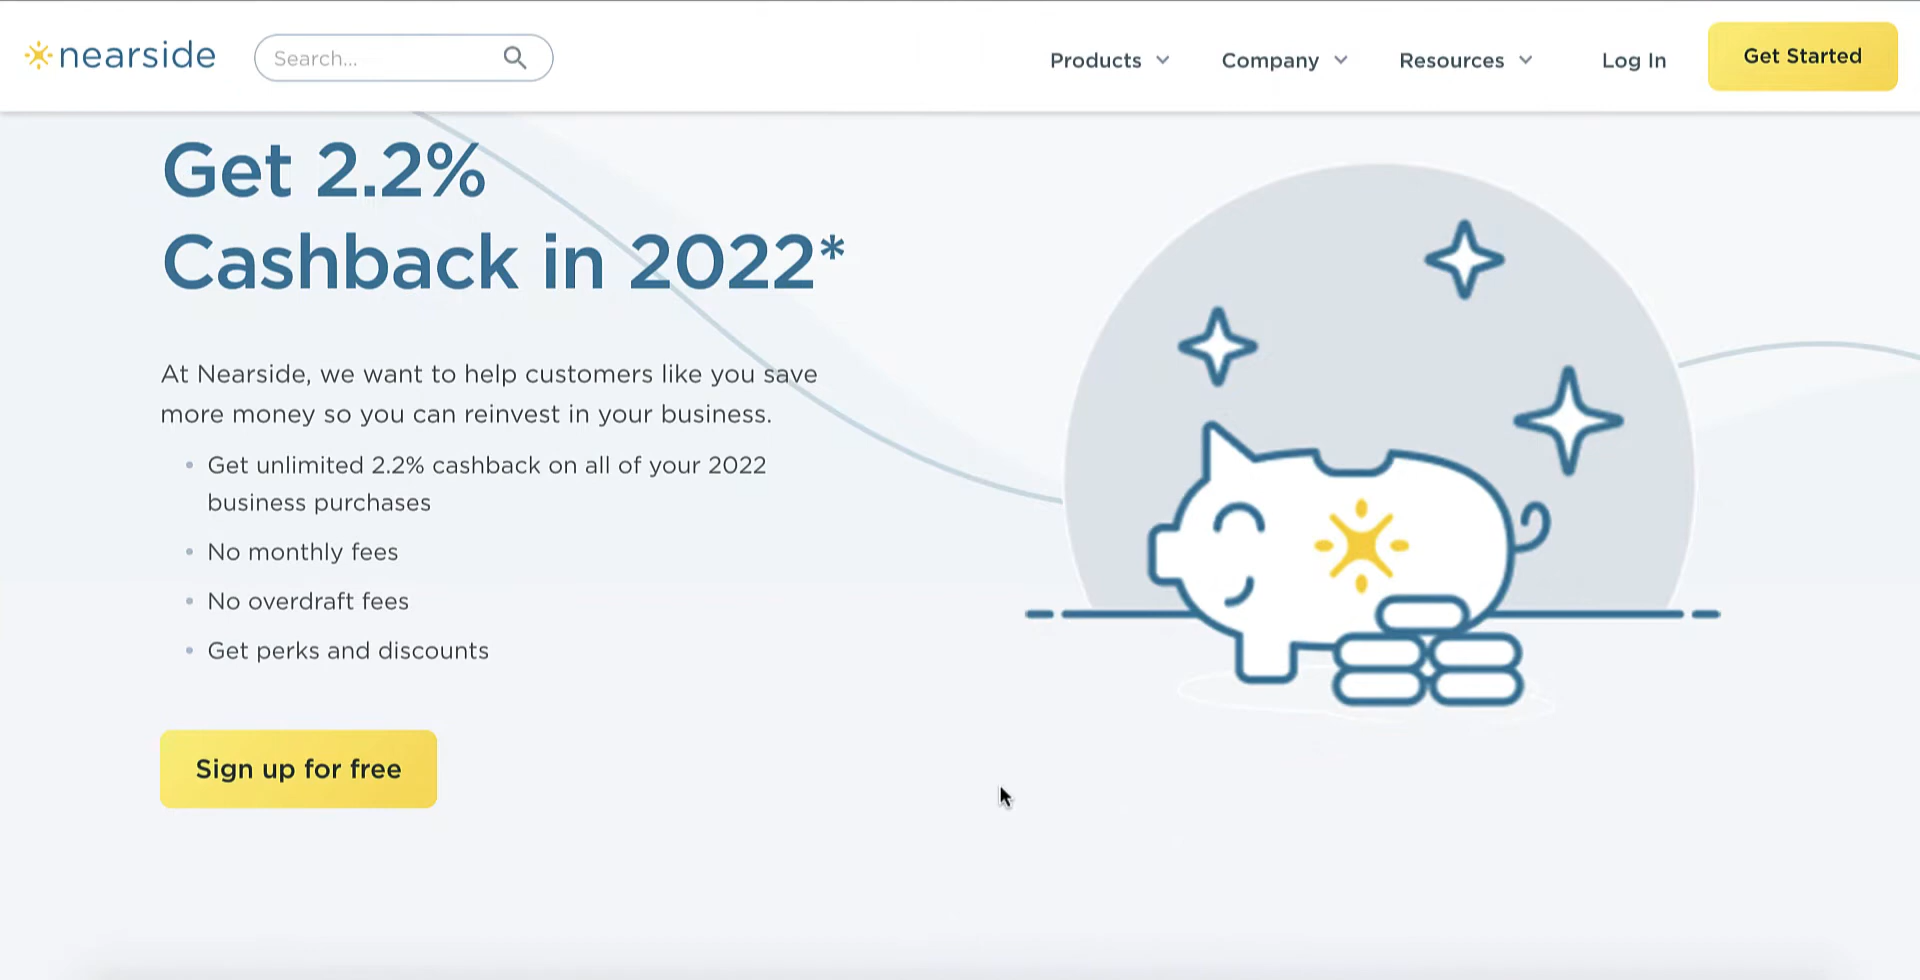 nearside
Search...
Products
Company
Resources
Log In
Get Started
Get 2.2%
Cashback in 2022*
At Nearside, we want to help customers like you save
more money so you can reinvest in your business.
• Get unlimited 2.2% cashback on all of your 2022
business purchases
• No monthly fees
• No overdraft fees
• Get perks and discounts
Sign up for free